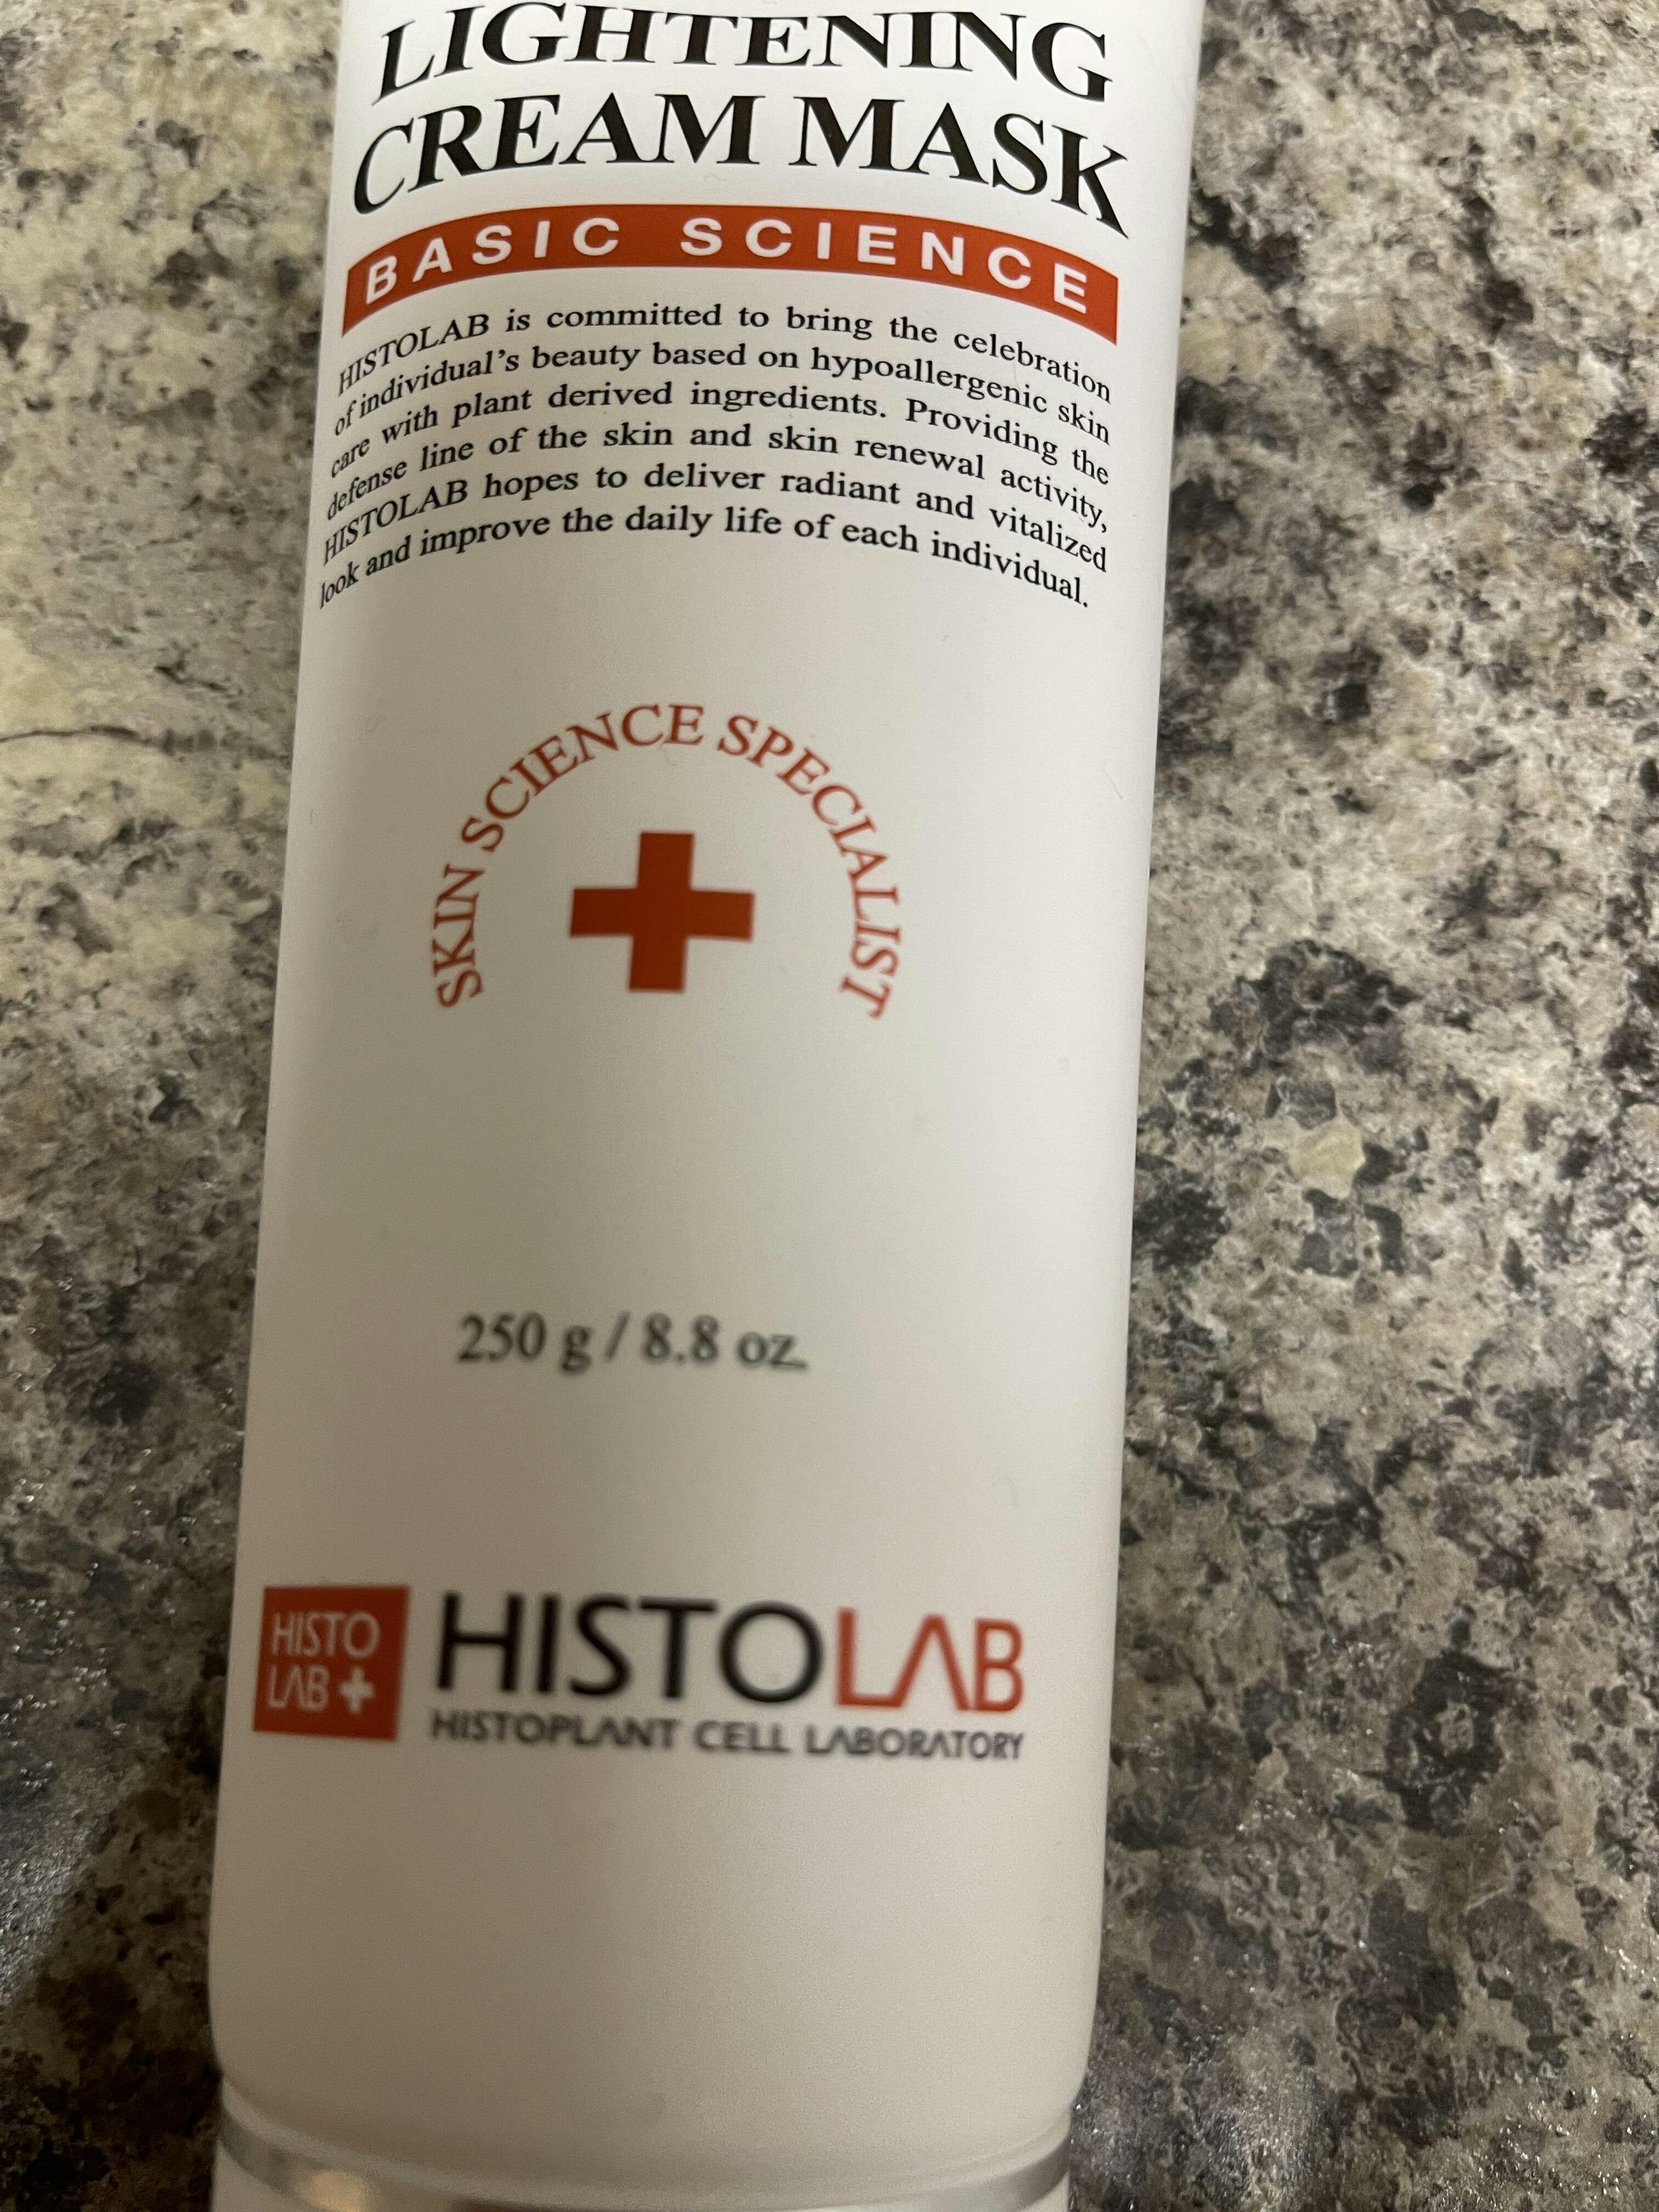 LIGHTENING
CREAM MASK
BASIC SCIENCE
HISTOLAB is committed to bring the celebration
of individual's beauty based on hypoallergenic skin
care with plant derived ingredients. Providing the
defense line of the skin and skin renewal activity,
HISTOLAB hopes to deliver radiant and vitalized
look and improve the daily life of each individual.
SKIN SCIENCE SPECIALIST
250 g / 8.8 oz.
HISTO
LAB+
HISTOLAB
HISTOPLANT CELL LABORATORY